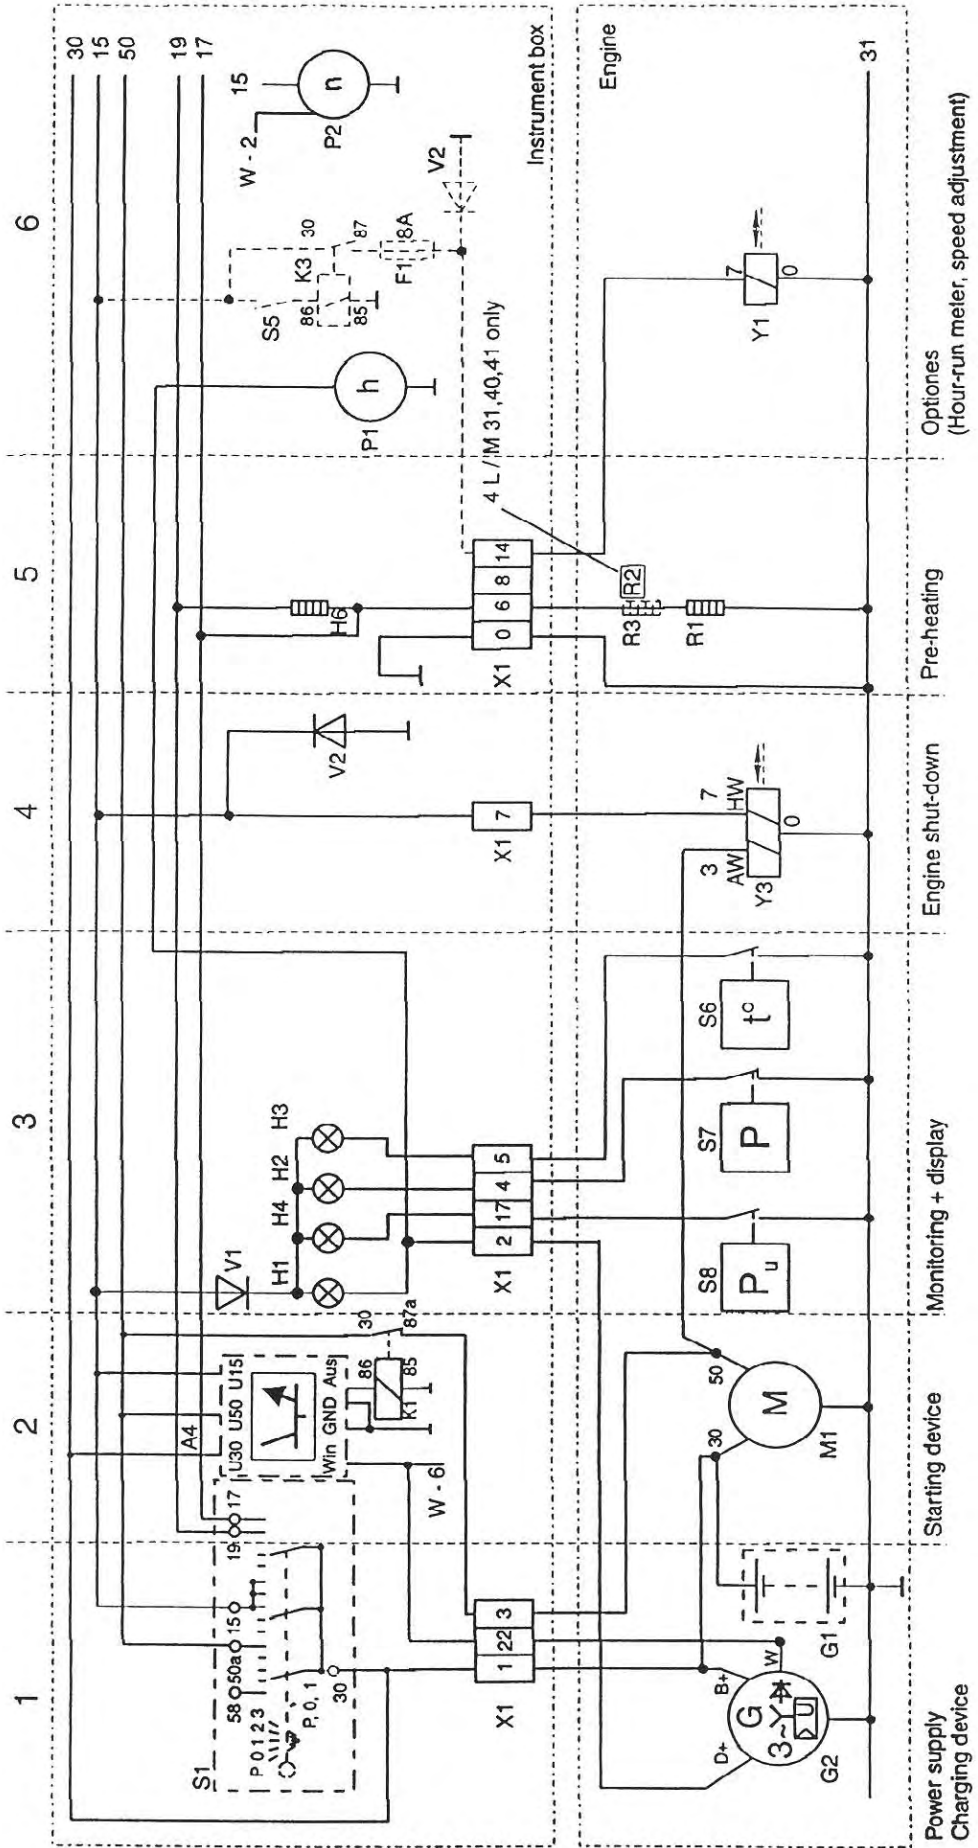 1 2 3 4 5 6
30
15
50
19
17
S1
P 0 1 2 3
P, 0, 1
58 50a 15 19 17
30
A4
U30 U50 U15
Win GND Aus
86
85
K1
30
87a
W - 6
V1
H1 H4 H2 H3
V2
H6
P1
h
S5
86
85
K3
30
87
F1
8A
V2
W - 2
15
n
P2
Instrument box
X1
1 22 3
X1
2 17 4 5
X1
7
X1
0 6 8 14
4 L / M 31,40,41 only
Engine
D+
B+
W
G
3~
U
G2
G1
30
50
M
M1
S8
Pu
S7
P
S6
t°
3
AW
7
HW
Y3
0
R3
R2
R1
7
Y1
0
31
Power supply
Charging device
Starting device
Monitoring + display
Engine shut-down
Pre-heating
Optiones
(Hour-run meter, speed adjustment)